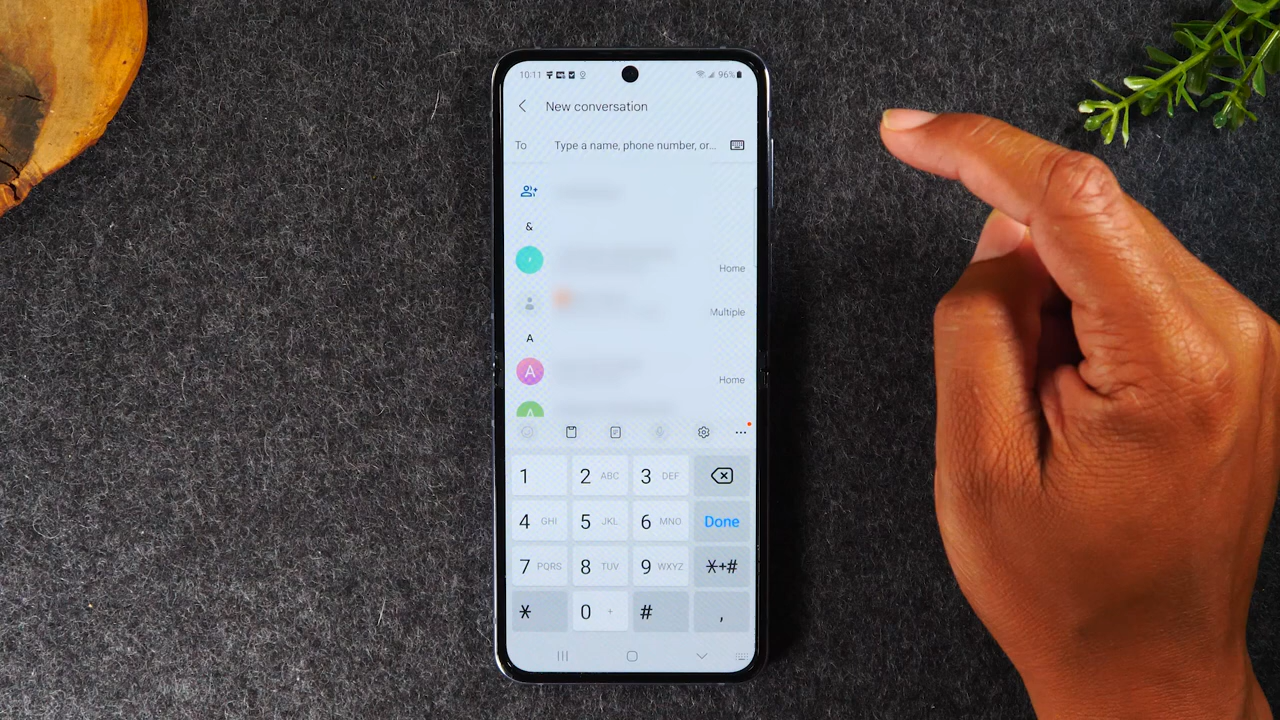 10:11 96%
New conversation
To Type a name, phone number, or...
&
Home
Multiple
A
A Home
A
1 2 ABC 3 DEF
4 GHI 5 JKL 6 MNO Done
7 PQRS 8 TUV 9 WXYZ *+#
* 0 + # ,